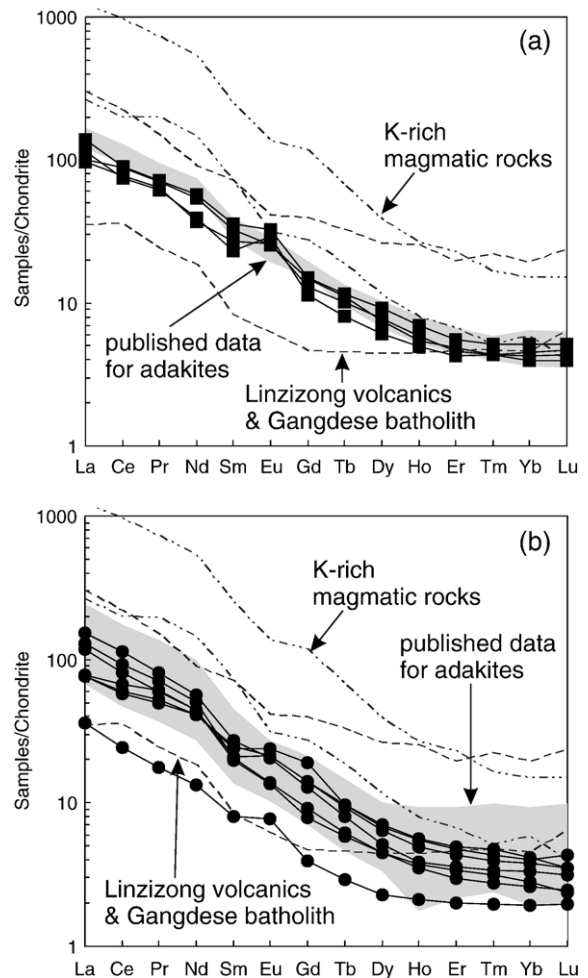 1000
(a)
K-rich
magmatic rocks
100
Samples/Chondrite
10
published data
for adakites
Linzizong volcanics
& Gangdese batholith
1
La Ce Pr Nd Sm Eu Gd Tb Dy Ho Er Tm Yb Lu
1000
(b)
K-rich
magmatic rocks
published data
for adakites
100
Samples/Chondrite
10
Linzizong volcanics
& Gangdese batholith
1
La Ce Pr Nd Sm Eu Gd Tb Dy Ho Er Tm Yb Lu